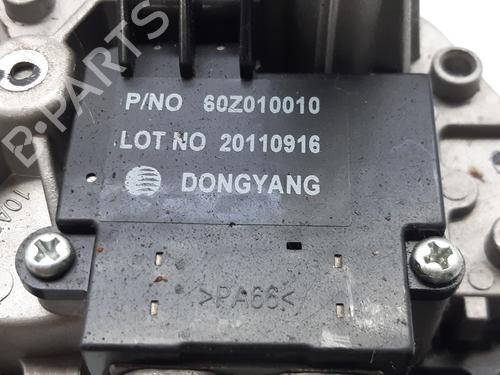 P/NO 60Z010010
LOT NO 20110916
DONGYANG
>PA66<
B-PARTS